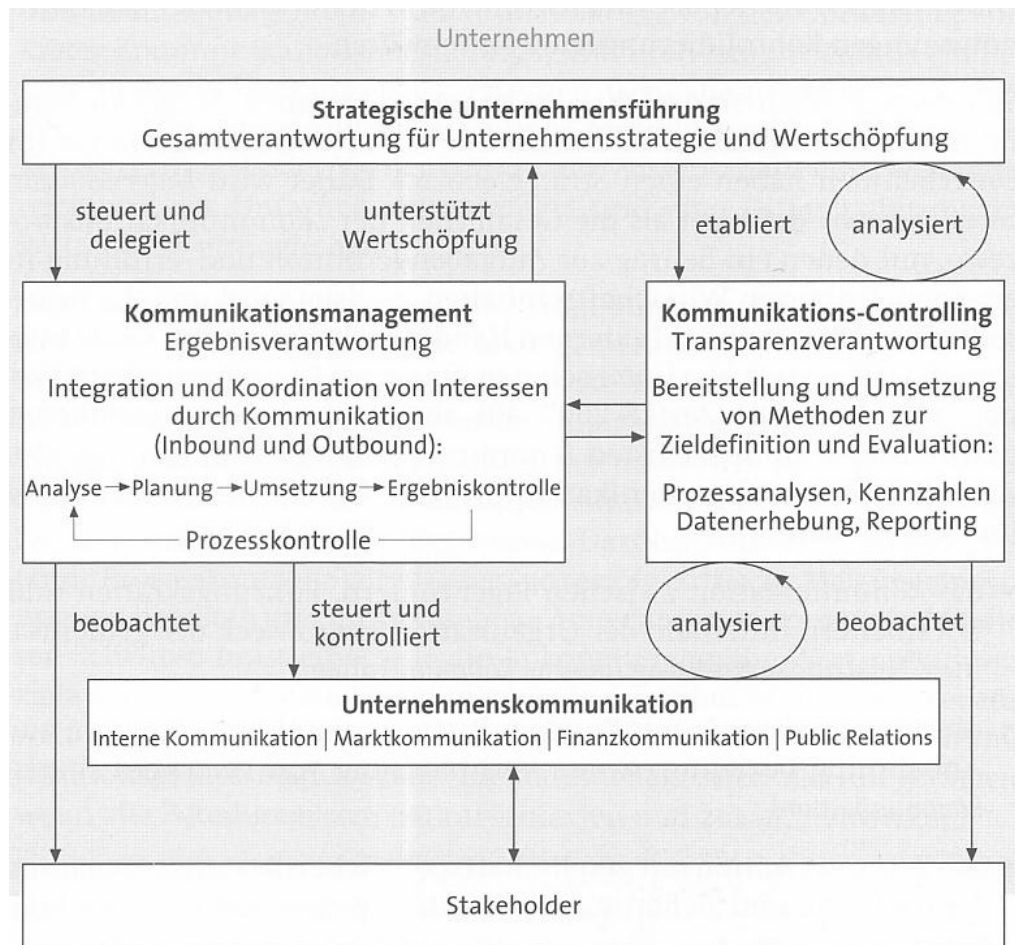 Unternehmen
Strategische Unternehmensführung
Gesamtverantwortung für Unternehmensstrategie und Wertschöpfung
steuert und
delegiert
unterstützt
Wertschöpfung
etabliert
analysiert
Kommunikationsmanagement
Ergebnisverantwortung
Integration und Koordination von Interessen
durch Kommunikation
(Inbound und Outbound):
Analyse → Planung → Umsetzung → Ergebniskontrolle
Prozesskontrolle
Kommunikations-Controlling
Transparenzverantwortung
Bereitstellung und Umsetzung
von Methoden zur
Zieldefinition und Evaluation:
Prozessanalysen, Kennzahlen
Datenerhebung, Reporting
beobachtet
steuert und
kontrolliert
analysiert
beobachtet
Unternehmenskommunikation
Interne Kommunikation | Marktkommunikation | Finanzkommunikation | Public Relations
Stakeholder